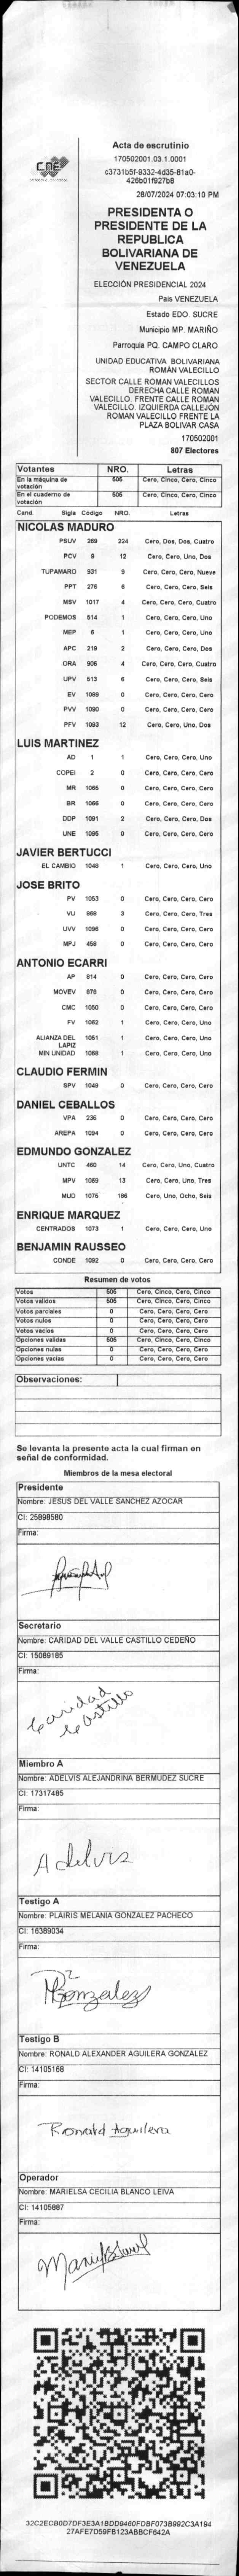 CNE
Acta de escrutinio
170502001.03.1.0001
c3731b5f-9332-4d35-81a0-
426b01f927b8
28/07/2024 07:03:10 PM
PRESIDENTA O
PRESIDENTE DE LA
REPUBLICA
BOLIVARIANA DE
VENEZUELA
ELECCIÓN PRESIDENCIAL 2024
Pais VENEZUELA
Estado EDO. SUCRE
Municipio MP. MARIÑO
Parroquia PQ. CAMPO CLARO
UNIDAD EDUCATIVA BOLIVARIANA
ROMÁN VALECILLO
SECTOR CALLE ROMAN VALECILLOS
DERECHA CALLE ROMAN
VALECILLO. FRENTE CALLE ROMAN
VALECILLO. IZQUIERDA CALLEJÓN
ROMAN VALECILLO FRENTE LA
PLAZA BOLIVAR CASA
170502001
807 Electores
Votantes NRO. Letras
En la máquina de votación 505 Cero, Cinco, Cero, Cinco
En el cuaderno de votación 505 Cero, Cinco, Cero, Cinco
Cand. Sigla Código NRO. Letras
NICOLAS MADURO
PSUV 269 224 Cero, Dos, Dos, Cuatro
PCV 9 12 Cero, Cero, Uno, Dos
TUPAMARO 931 9 Cero, Cero, Cero, Nueve
PPT 276 6 Cero, Cero, Cero, Seis
MSV 1017 4 Cero, Cero, Cero, Cuatro
PODEMOS 514 1 Cero, Cero, Cero, Uno
MEP 6 1 Cero, Cero, Cero, Uno
APC 219 2 Cero, Cero, Cero, Dos
ORA 906 4 Cero, Cero, Cero, Cuatro
UPV 513 6 Cero, Cero, Cero, Seis
EV 1089 0 Cero, Cero, Cero, Cero
PVV 1090 0 Cero, Cero, Cero, Cero
PFV 1093 12 Cero, Cero, Uno, Dos
LUIS MARTINEZ
AD 1 1 Cero, Cero, Cero, Uno
COPEI 2 0 Cero, Cero, Cero, Cero
MR 1065 0 Cero, Cero, Cero, Cero
BR 1066 0 Cero, Cero, Cero, Cero
DDP 1091 2 Cero, Cero, Cero, Dos
UNE 1095 0 Cero, Cero, Cero, Cero
JAVIER BERTUCCI
EL CAMBIO 1048 1 Cero, Cero, Cero, Uno
JOSE BRITO
PV 1053 0 Cero, Cero, Cero, Cero
VU 869 3 Cero, Cero, Cero, Tres
UVV 1096 0 Cero, Cero, Cero, Cero
MPJ 458 0 Cero, Cero, Cero, Cero
ANTONIO ECARRI
AP 814 0 Cero, Cero, Cero, Cero
MOVEV 878 0 Cero, Cero, Cero, Cero
CMC 1050 0 Cero, Cero, Cero, Cero
FV 1062 1 Cero, Cero, Cero, Uno
ALIANZA DEL LAPIZ 1051 1 Cero, Cero, Cero, Uno
MIN UNIDAD 1068 1 Cero, Cero, Cero, Uno
CLAUDIO FERMIN
SPV 1049 0 Cero, Cero, Cero, Cero
DANIEL CEBALLOS
VPA 236 0 Cero, Cero, Cero, Cero
AREPA 1094 0 Cero, Cero, Cero, Cero
EDMUNDO GONZALEZ
UNTC 460 14 Cero, Cero, Uno, Cuatro
MPV 1069 13 Cero, Cero, Uno, Tres
MUD 1075 186 Cero, Uno, Ocho, Seis
ENRIQUE MARQUEZ
CENTRADOS 1073 1 Cero, Cero, Cero, Uno
BENJAMIN RAUSSEO
CONDE 1092 0 Cero, Cero, Cero, Cero
Resumen de votos
Votos 505 Cero, Cinco, Cero, Cinco
Votos validos 505 Cero, Cinco, Cero, Cinco
Votos parciales 0 Cero, Cero, Cero, Cero
Votos nulos 0 Cero, Cero, Cero, Cero
Votos vacios 0 Cero, Cero, Cero, Cero
Opciones validas 505 Cero, Cinco, Cero, Cinco
Opciones nulas 0 Cero, Cero, Cero, Cero
Opciones vacias 0 Cero, Cero, Cero, Cero
Observaciones:
Se levanta la presente acta la cual firman en
señal de conformidad.
Miembros de la mesa electoral
Presidente
Nombre: JESUS DEL VALLE SANCHEZ AZOCAR
CI: 25898580
Firma:
Secretario
Nombre: CARIDAD DEL VALLE CASTILLO CEDEÑO
CI: 15089185
Firma:
Caridad
Castillo
Miembro A
Nombre: ADELVIS ALEJANDRINA BERMUDEZ SUCRE
CI: 17317485
Firma:
Adelvis
Testigo A
Nombre: PLAIRIS MELANIA GONZALEZ PACHECO
CI: 16389034
Firma:
Gonzalez
Testigo B
Nombre: RONALD ALEXANDER AGUILERA GONZALEZ
CI: 14105168
Firma:
Ronald Aguilera
Operador
Nombre: MARIELSA CECILIA BLANCO LEIVA
CI: 14105887
Firma:
32C2ECB0D7DF3E3A1BDD9460FDBF073B992C3A194
27AFE7D59FB123ABBCF642A